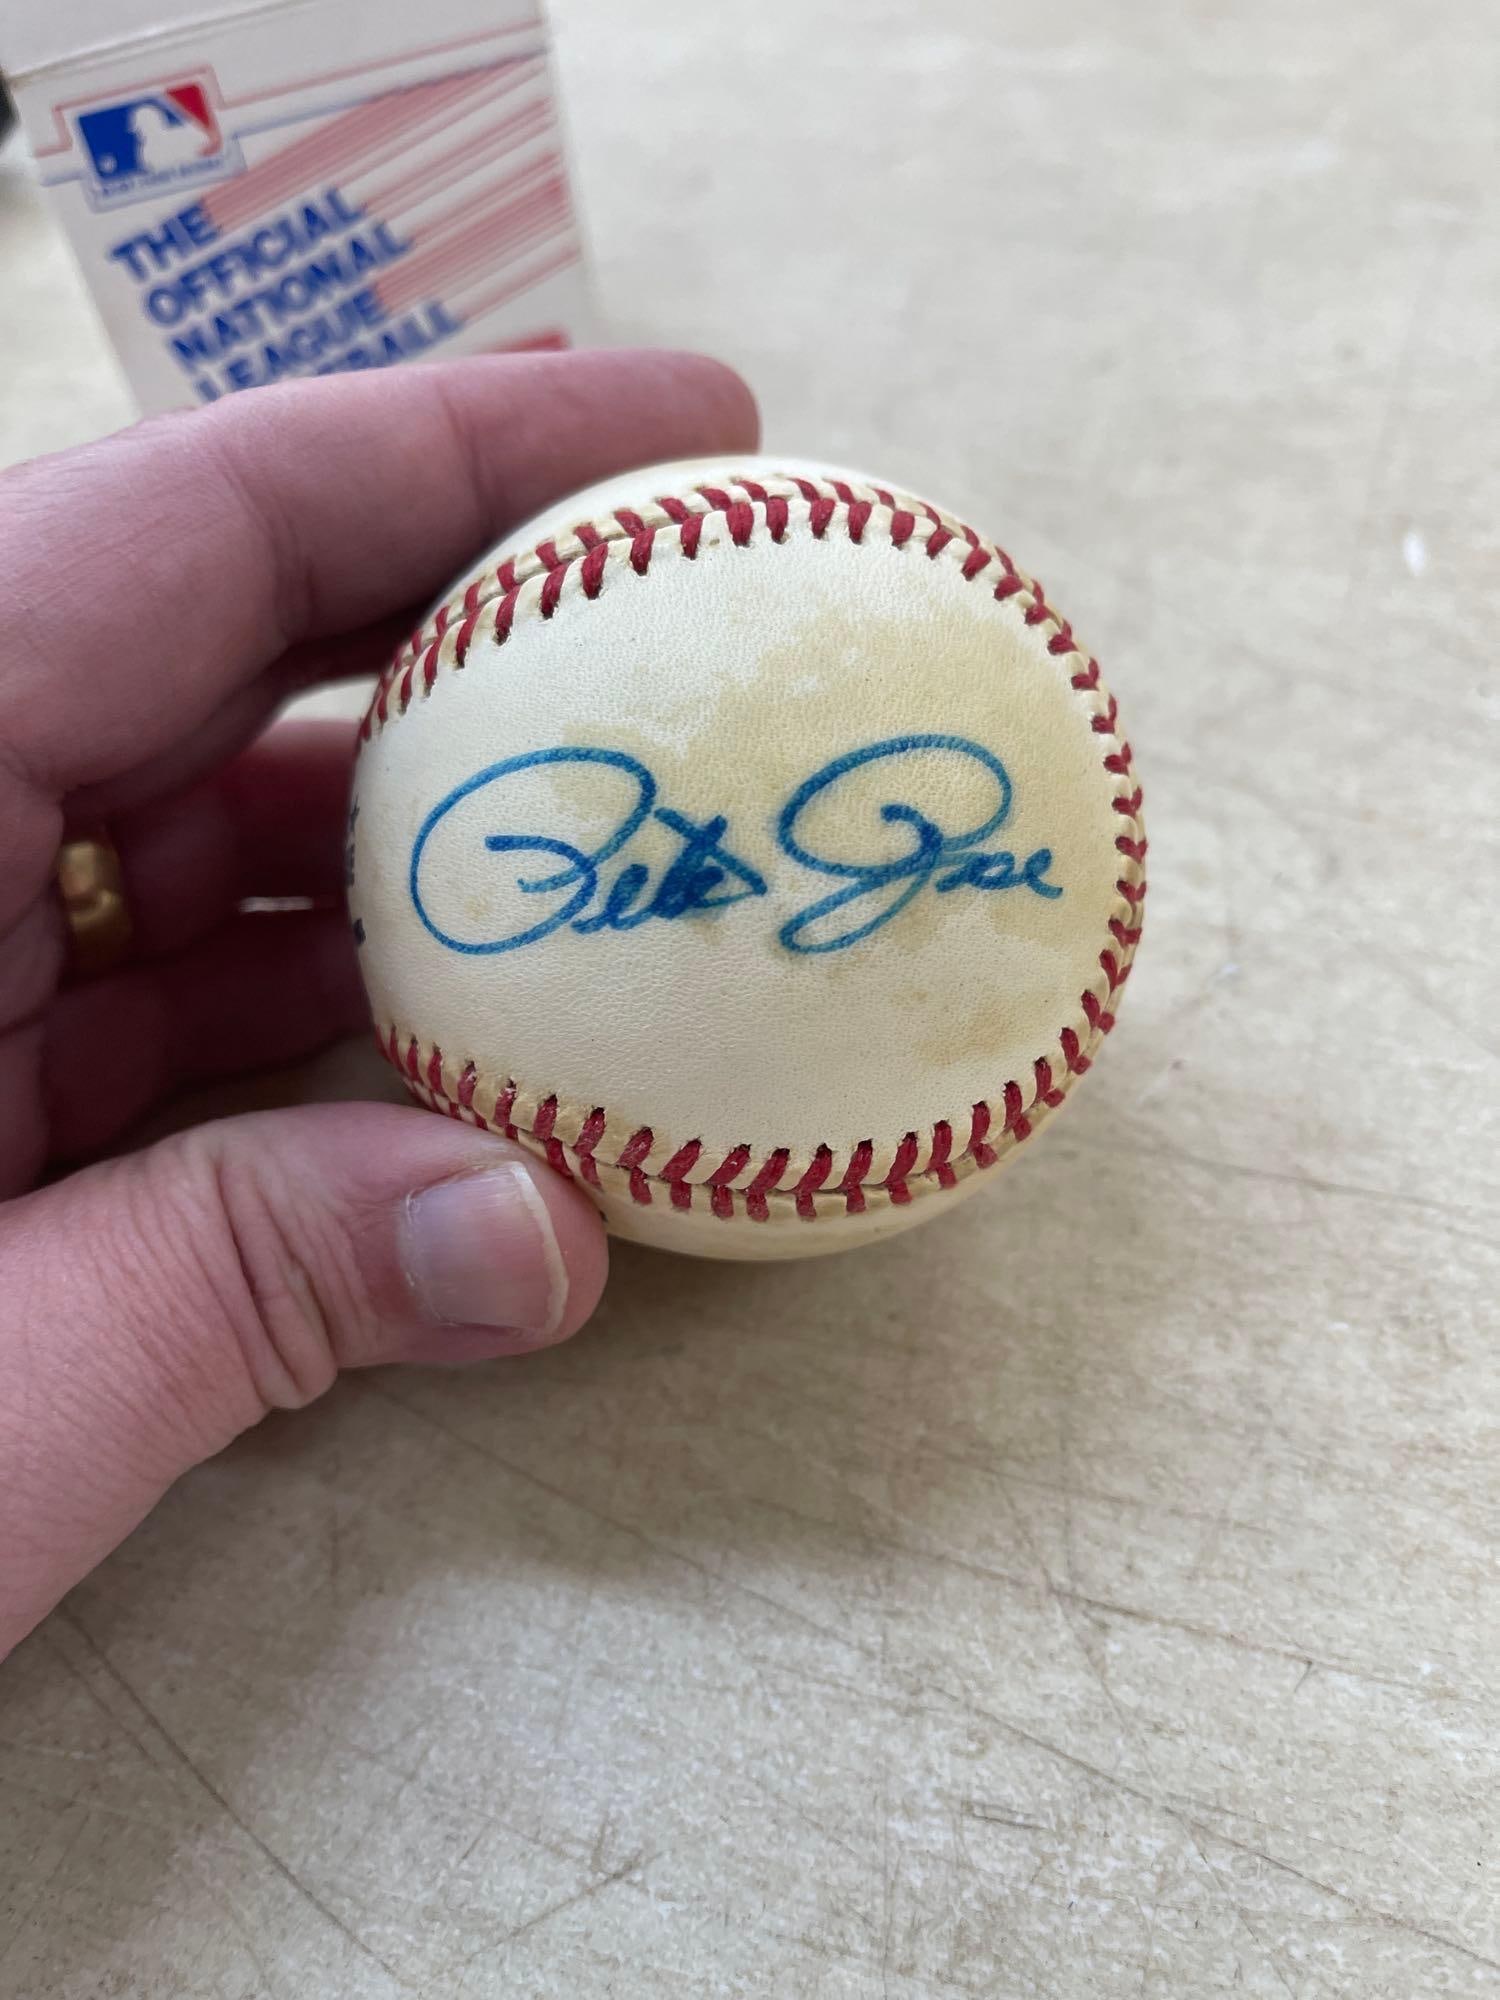 THE
OFFICIAL
NATIONAL
LEAGUE
Pete Rose